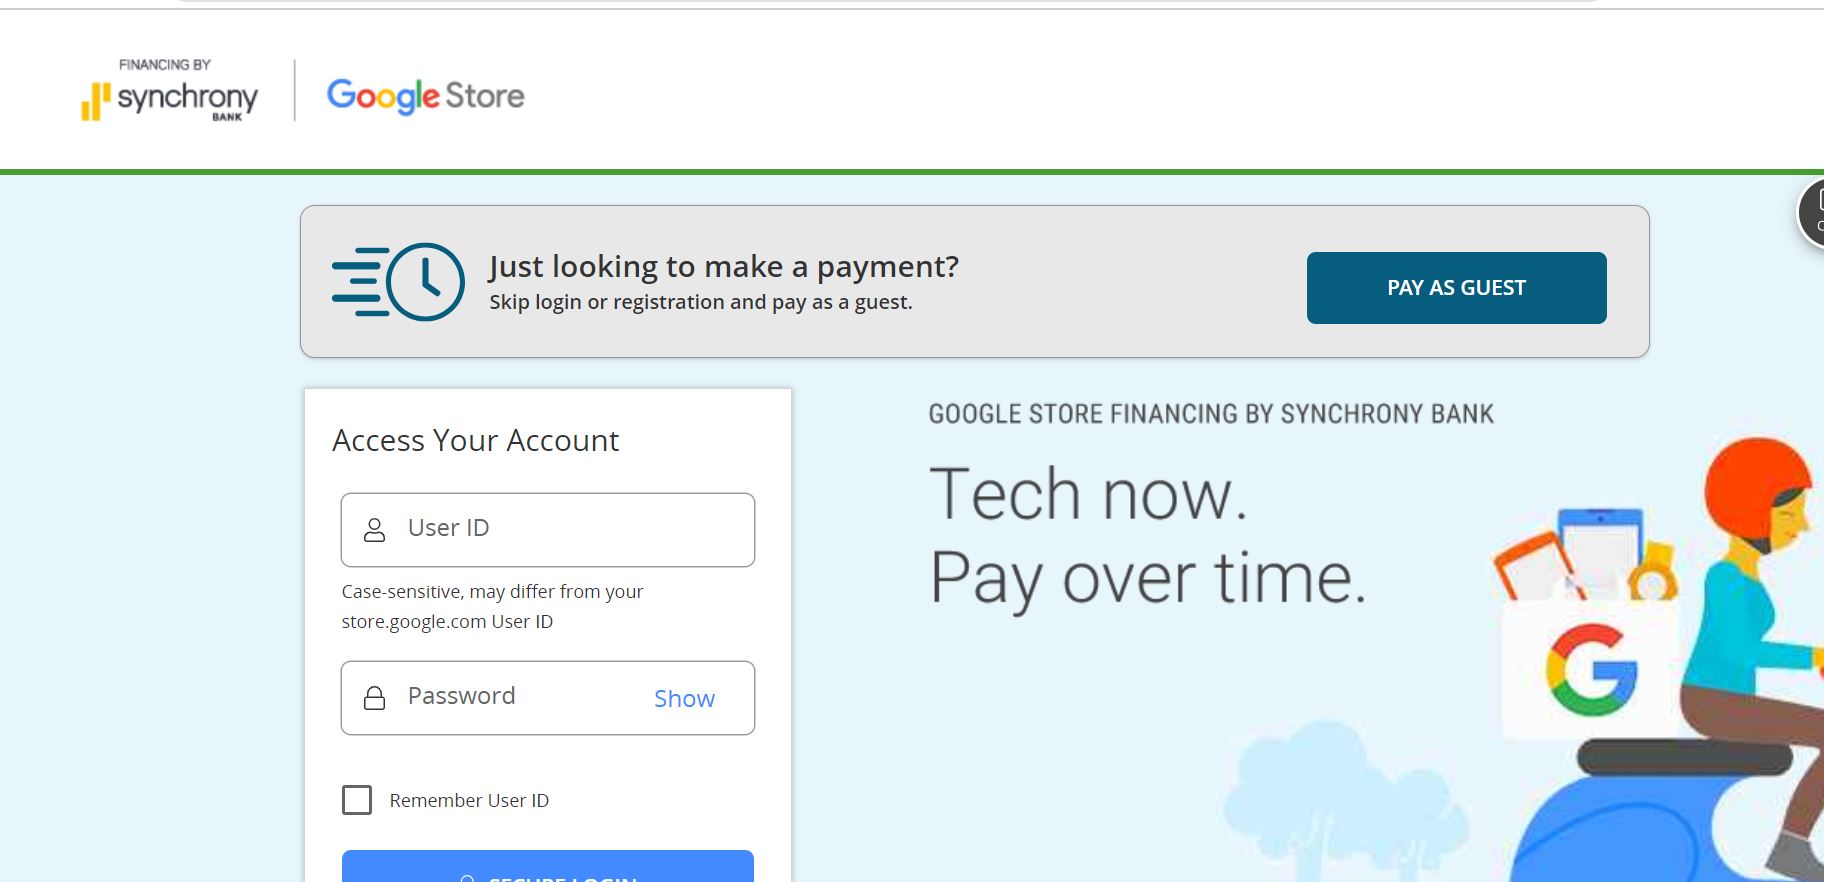 FINANCING BY
synchrony
BANK
Google Store
Just looking to make a payment?
Skip login or registration and pay as a guest.
PAY AS GUEST
Access Your Account
User ID
Case-sensitive, may differ from your
store.google.com User ID
Password
Show
Remember User ID
SECURE LOGIN
GOOGLE STORE FINANCING BY SYNCHRONY BANK
Tech now.
Pay over time.
G